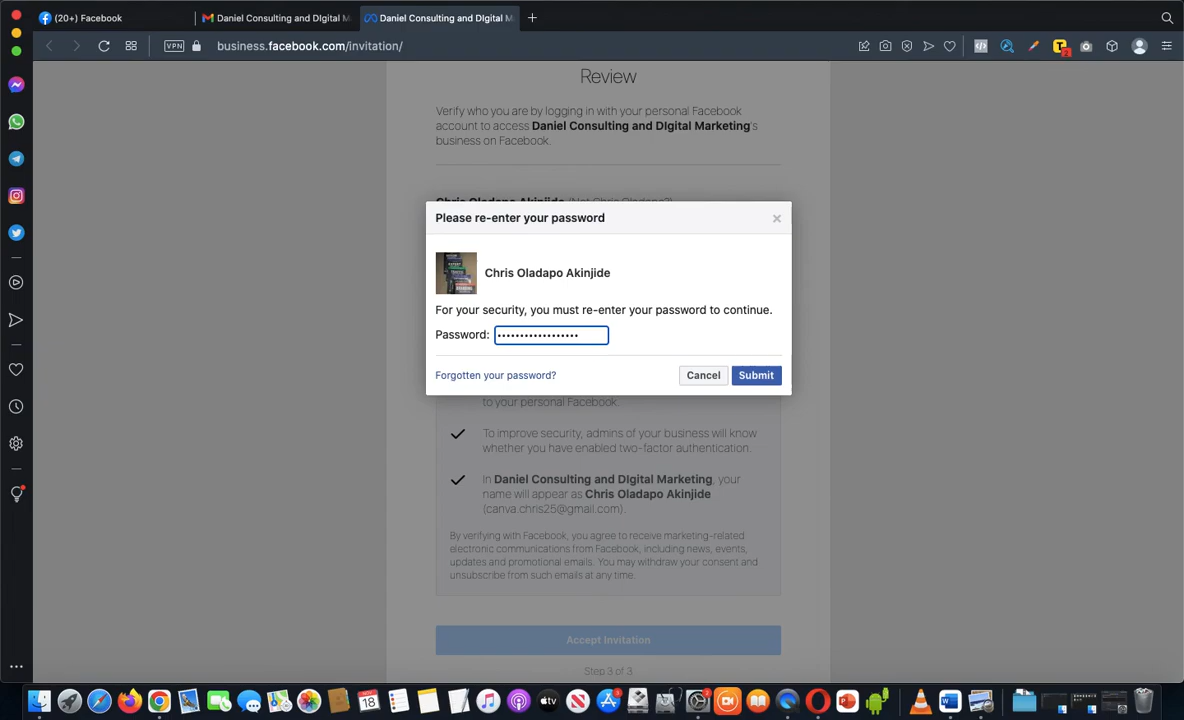 (20+) Facebook
Daniel Consulting and DIgital M
Daniel Consulting and DIgital M
VPN
business.facebook.com/invitation/
Review
Verify who you are by logging in with your personal Facebook
account to access Daniel Consulting and DIgital Marketing's
business on Facebook.
Please re-enter your password
Chris Oladapo Akinjide
For your security, you must re-enter your password to continue.
Password: ••••••••••••••••••
Forgotten your password?
Cancel
Submit
to your personal Facebook.
To improve security, admins of your business will know
whether you have enabled two-factor authentication.
In Daniel Consulting and DIgital Marketing, your
name will appear as Chris Oladapo Akinjide
(canva.chris25@gmail.com).
By verifying with Facebook, you agree to receive marketing-related
electronic communications from Facebook, including news, events,
updates and promotional emails. You may withdraw your consent and
unsubscribe from such emails at any time.
Accept Invitation
Step 3 of 3